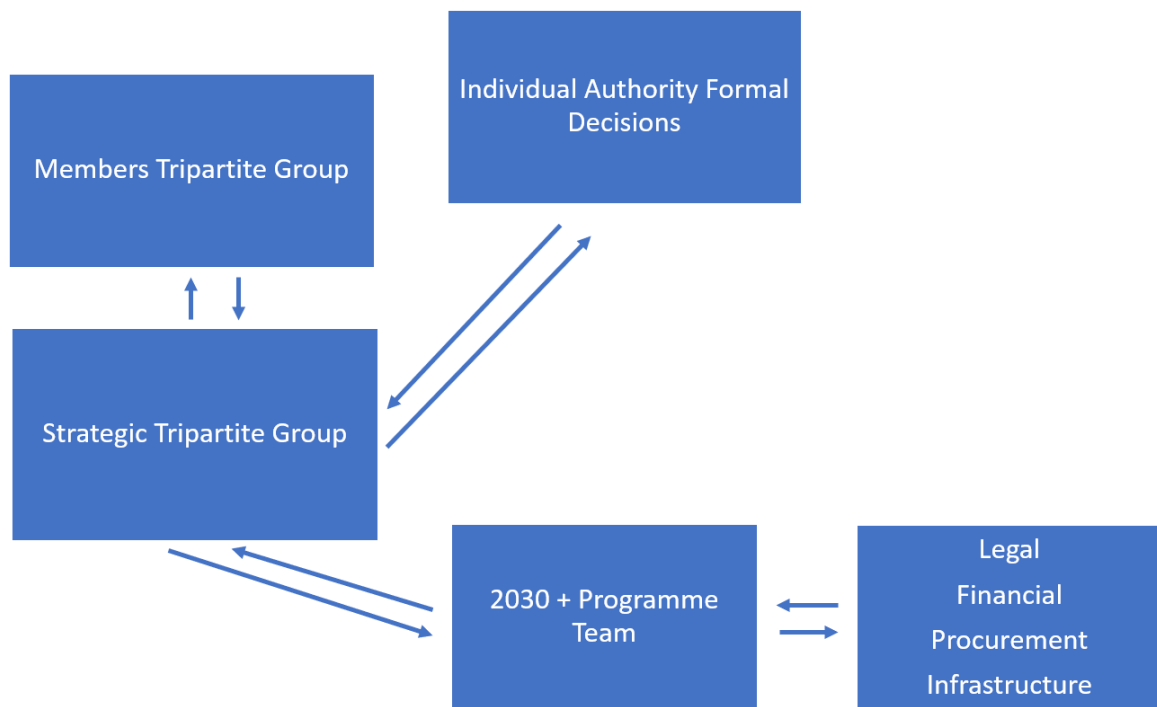 Members Tripartite Group
Individual Authority Formal
Decisions
Strategic Tripartite Group
2030 + Programme
Team
Legal
Financial
Procurement
Infrastructure